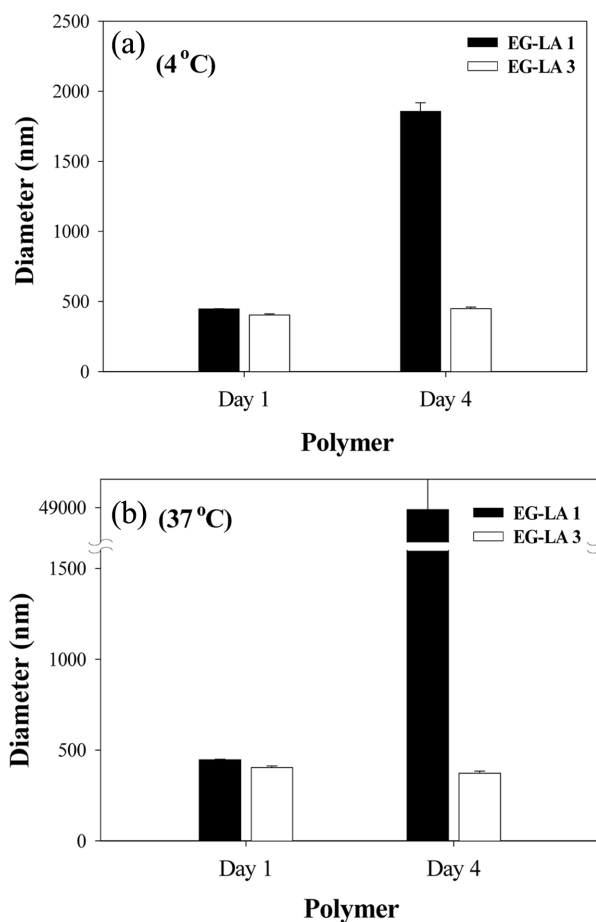 (a)
(4 °C)
EG-LA 1
EG-LA 3
Diameter (nm)
2500
2000
1500
1000
500
0
Day 1
Day 4
Polymer
(b)
(37 °C)
EG-LA 1
EG-LA 3
Diameter (nm)
49000
1500
1000
500
0
Day 1
Day 4
Polymer